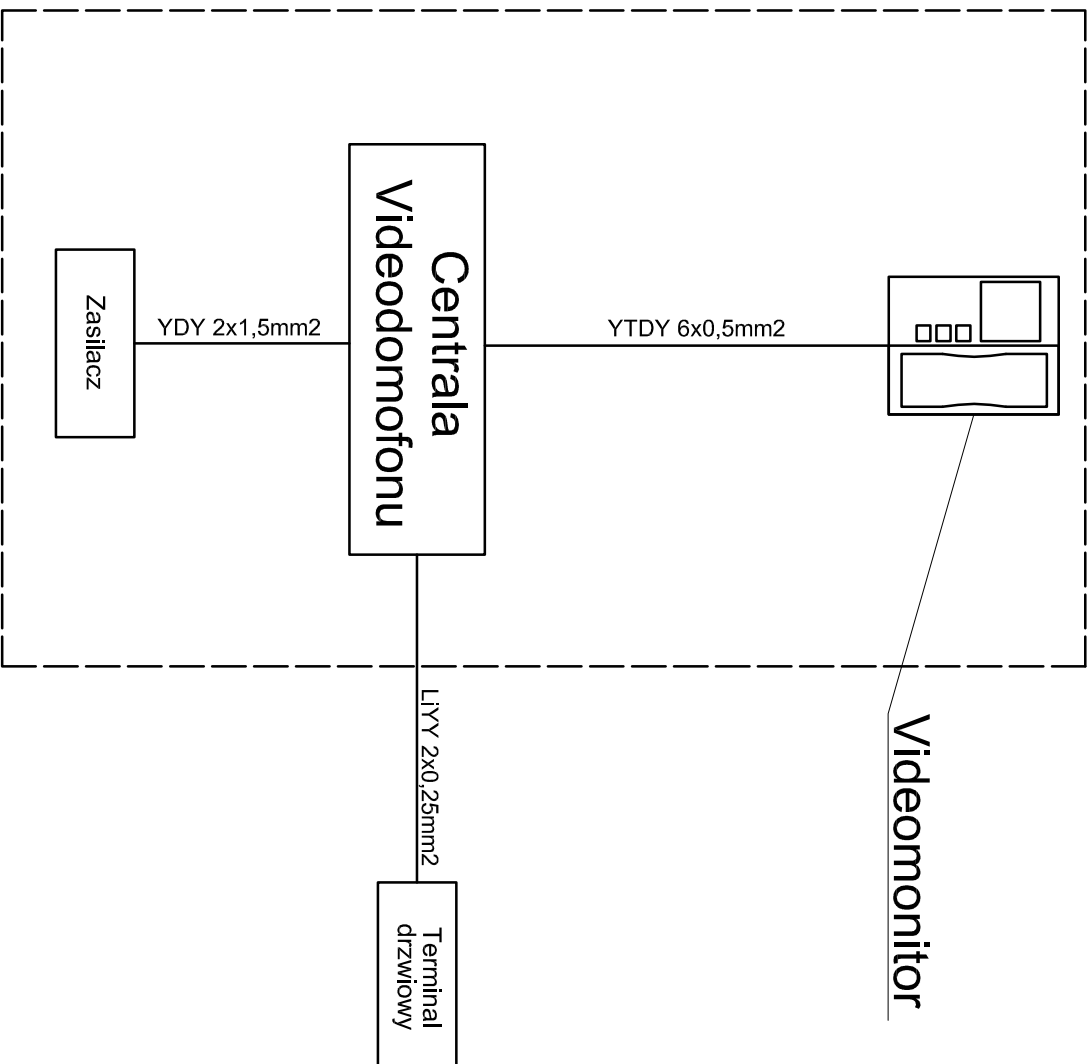 Centrala
Videodomofonu
Zasilacz
YDY 2x1,5mm2
YTDY 6x0,5mm2
LiYY 2x0,25mm2
Terminal
drzwiowy
Videomonitor